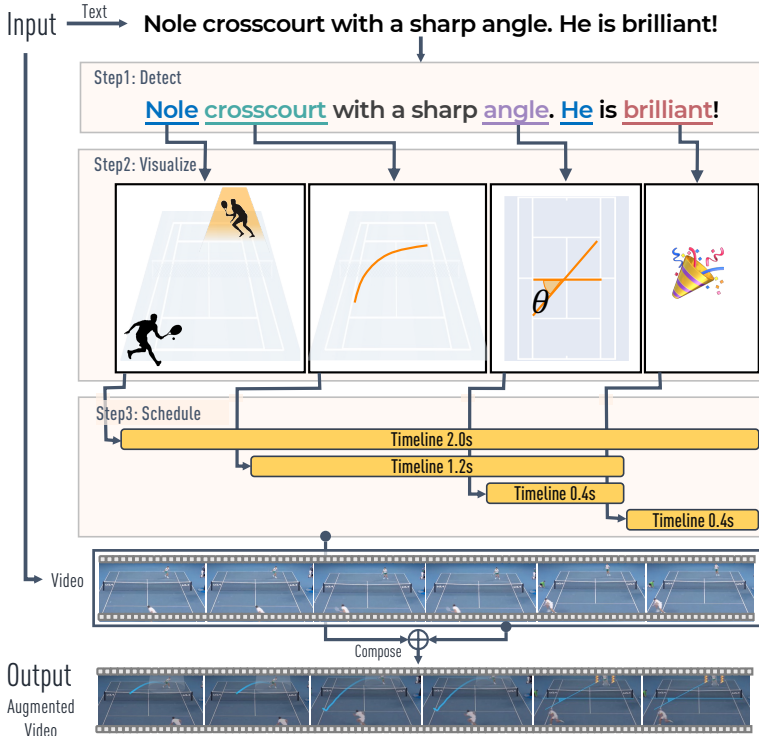 Input
Text
Nole crosscourt with a sharp angle. He is brilliant!
Step1: Detect
Nole crosscourt with a sharp angle. He is brilliant!
Step2: Visualize
θ
Step3: Schedule
Timeline 2.0s
Timeline 1.2s
Timeline 0.4s
Timeline 0.4s
Video
Compose
Output
Augmented
Video